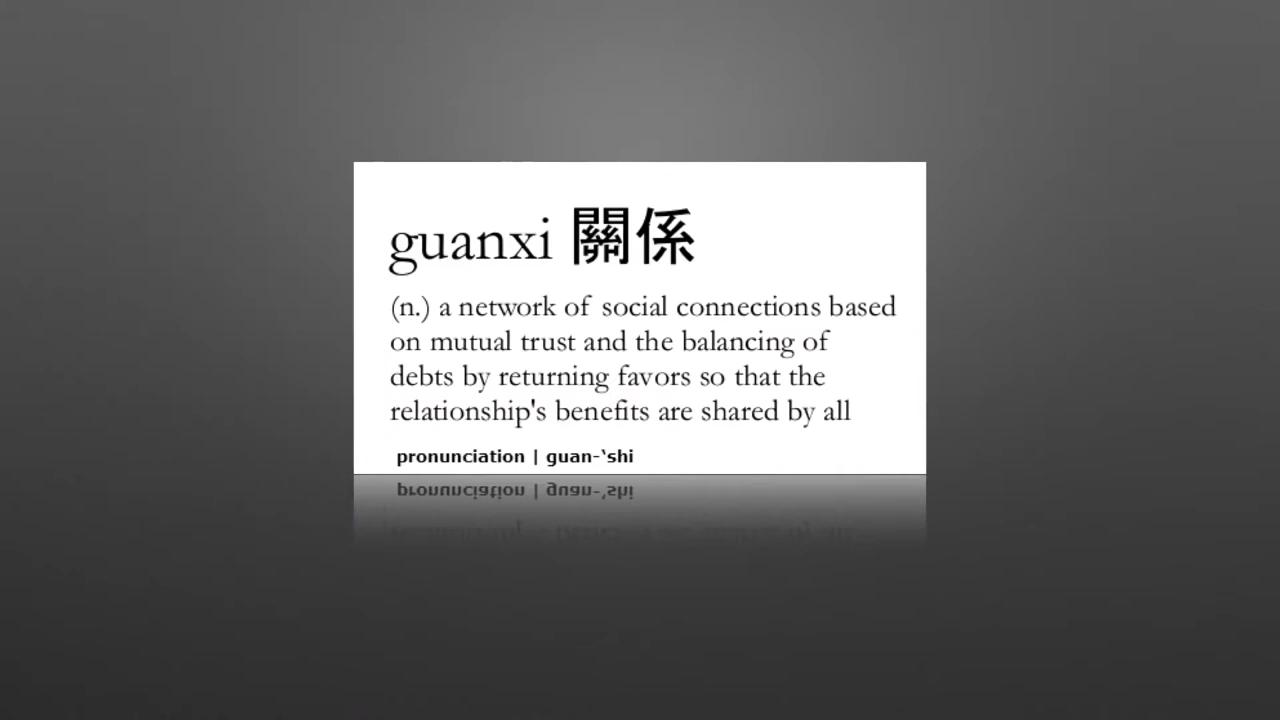 guanxi 關係
(n.) a network of social connections based
on mutual trust and the balancing of
debts by returning favors so that the
relationship's benefits are shared by all
pronunciation | guan-‛shi